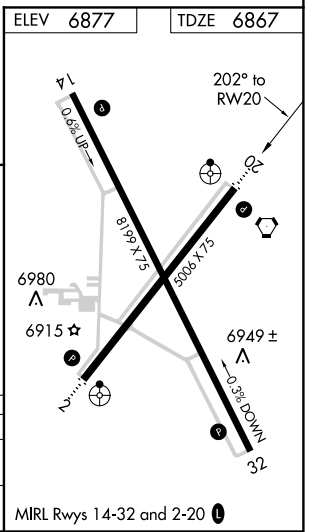 ELEV 6877
TDZE 6867
14
202° to
RW20
P
0.6% UP
20
P
8199 X 75
5006 X 75
6980
6915
6949 ±
P
P
0.3% DOWN
2
32
MIRL Rwys 14-32 and 2-20 L